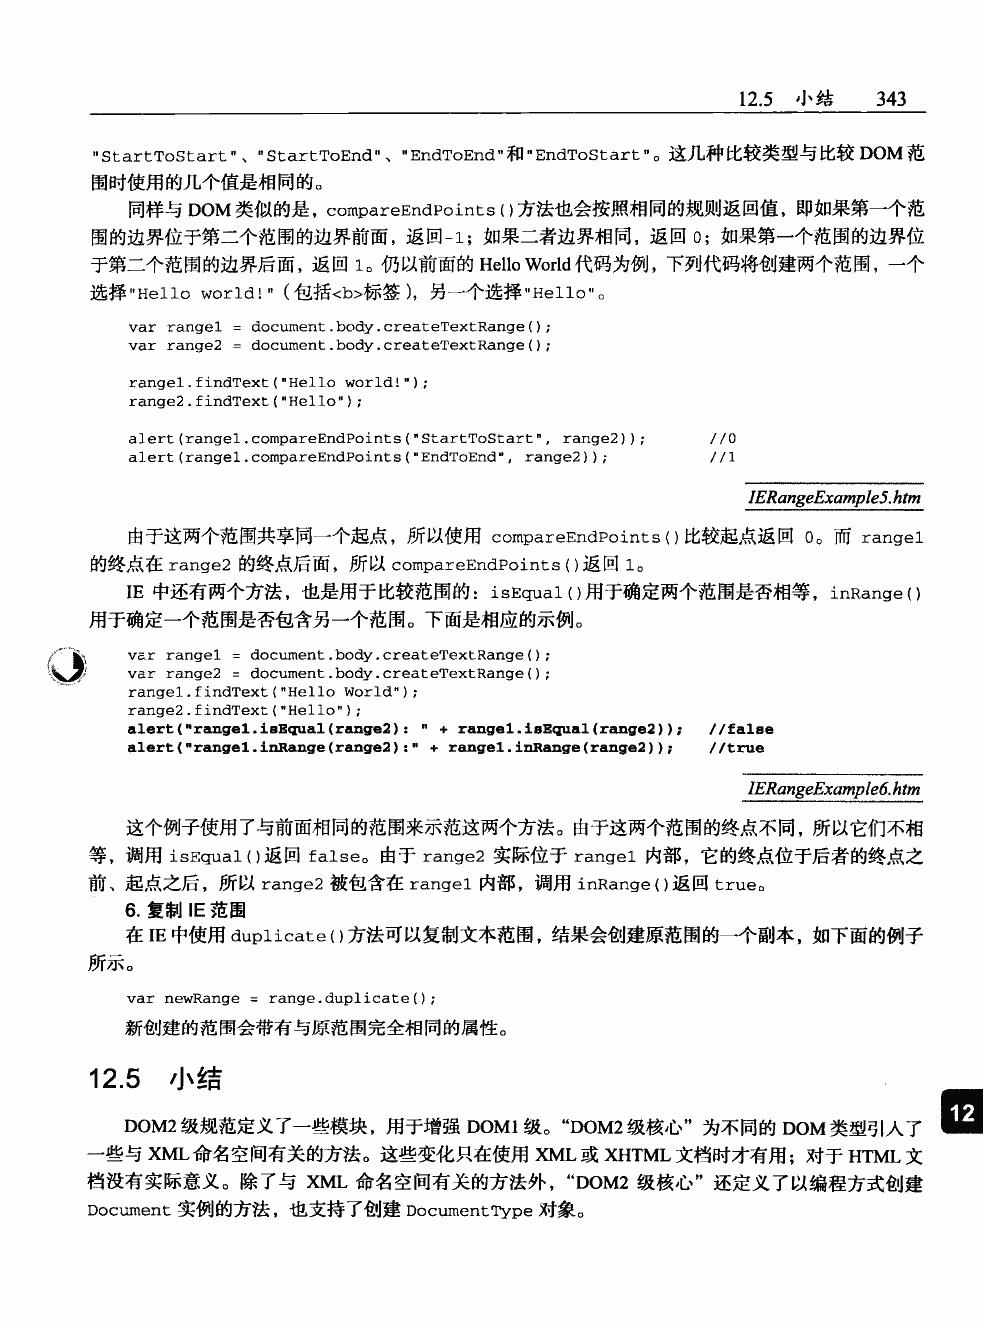 12.5 小结 343
"StartToStart"、"StartToEnd"、"EndToEnd"和"EndToStart"。这几种比较类型与比较 DOM 范
围时使用的几个值是相同的。
同样与 DOM 类似的是，compareEndPoints()方法也会按照相同的规则返回值，即如果第一个范
围的边界位于第二个范围的边界前面，返回-1；如果二者边界相同，返回 0；如果第一个范围的边界位
于第二个范围的边界后面，返回 1。仍以前面的 Hello World 代码为例，下列代码将创建两个范围，一个
选择"Hello world!"（包括<b>标签），另一个选择"Hello"。
var range1 = document.body.createTextRange();
var range2 = document.body.createTextRange();
range1.findText("Hello world!");
range2.findText("Hello");
alert(range1.compareEndPoints("StartToStart", range2)); //0
alert(range1.compareEndPoints("EndToEnd", range2)); //1
IERangeExample5.htm
由于这两个范围共享同一个起点，所以使用 compareEndPoints()比较起点返回 0。而 range1
的终点在 range2 的终点后面，所以 compareEndPoints()返回 1。
IE 中还有两个方法，也是用于比较范围的：isEqual()用于确定两个范围是否相等，inRange()
用于确定一个范围是否包含另一个范围。下面是相应的示例。
var range1 = document.body.createTextRange();
var range2 = document.body.createTextRange();
range1.findText("Hello World");
range2.findText("Hello");
alert("range1.isEqual(range2): " + range1.isEqual(range2)); //false
alert("range1.inRange(range2):" + range1.inRange(range2)); //true
IERangeExample6.htm
这个例子使用了与前面相同的范围来示范这两个方法。由于这两个范围的终点不同，所以它们不相
等，调用 isEqual()返回 false。由于 range2 实际位于 range1 内部，它的终点位于后者的终点之
前、起点之后，所以 range2 被包含在 range1 内部，调用 inRange()返回 true。
6. 复制 IE 范围
在 IE 中使用 duplicate()方法可以复制文本范围，结果会创建原范围的一个副本，如下面的例子
所示。
var newRange = range.duplicate();
新创建的范围会带有与原范围完全相同的属性。
12.5 小结
12
DOM2 级规范定义了一些模块，用于增强 DOM1 级。“DOM2 级核心”为不同的 DOM 类型引入了
一些与 XML 命名空间有关的方法。这些变化只在使用 XML 或 XHTML 文档时才有用；对于 HTML 文
档没有实际意义。除了与 XML 命名空间有关的方法外，“DOM2 级核心”还定义了以编程方式创建
Document 实例的方法，也支持了创建 DocumentType 对象。